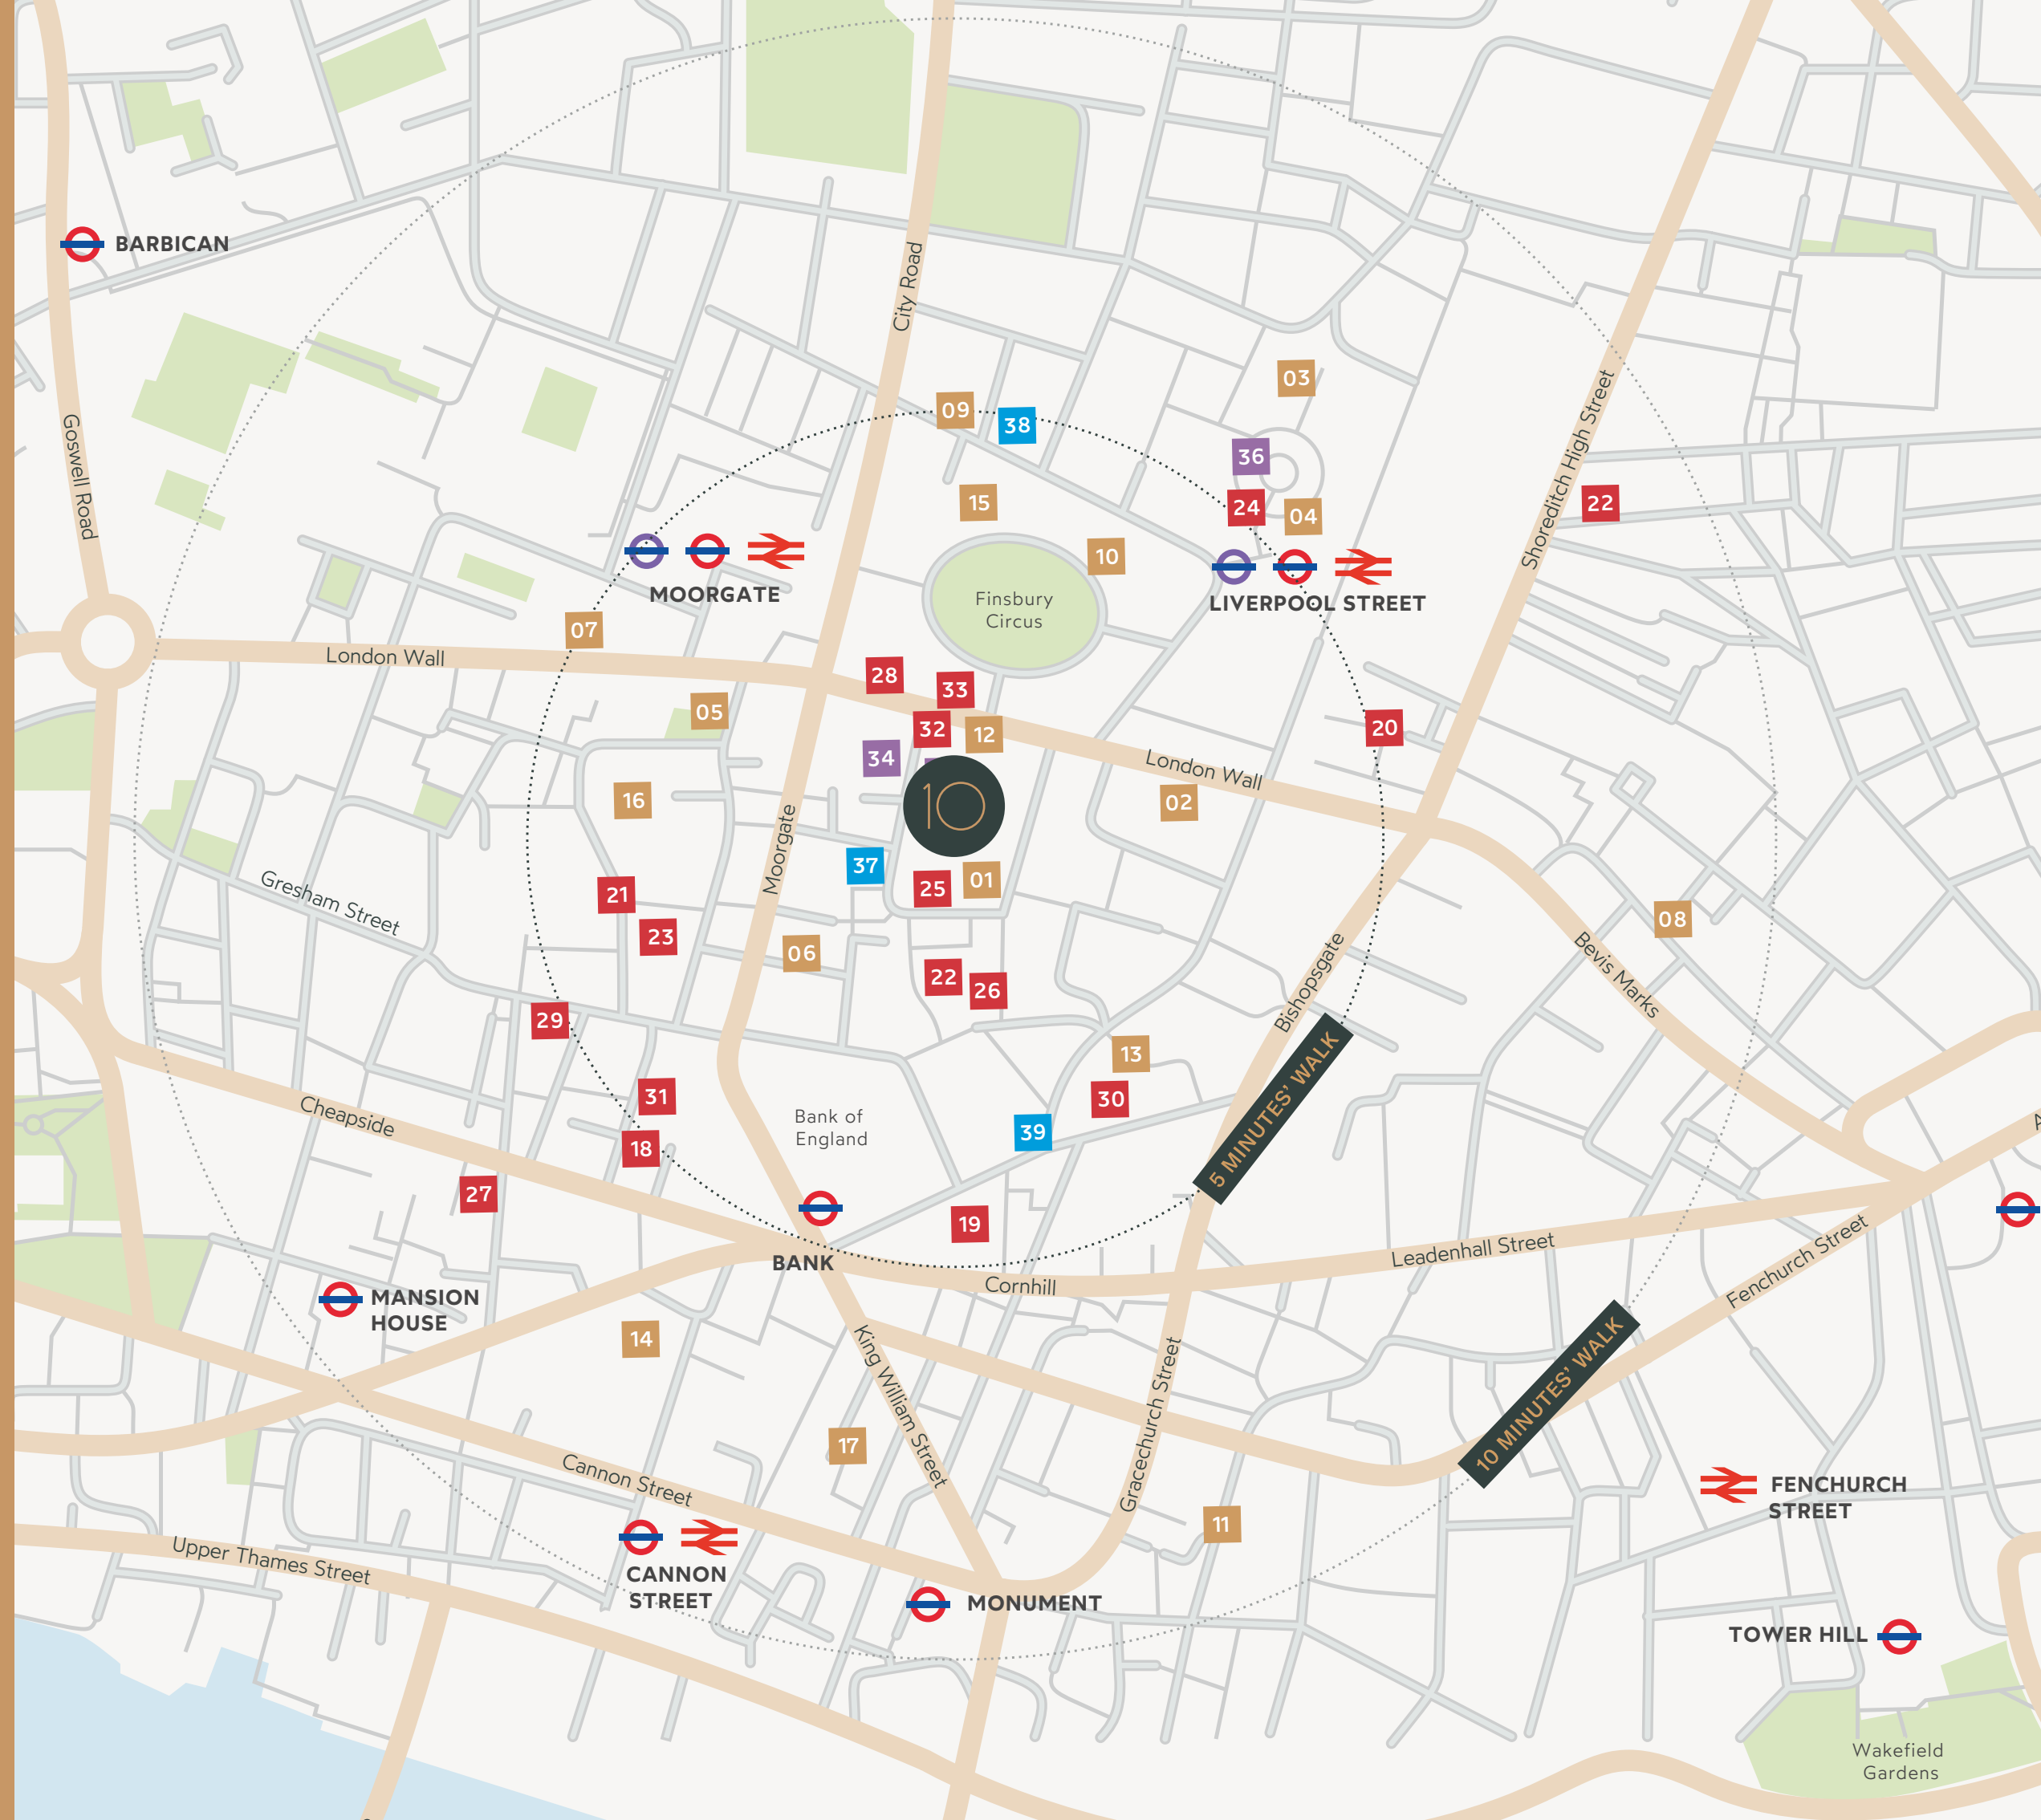 BARBICAN
City Road
Goswell Road
Shoreditch High Street
03
09
38
36
15
24
04
22
10
MOORGATE
LIVERPOOL STREET
Finsbury
Circus
07
London Wall
28
33
05
32
12
20
34
London Wall
16
10
02
Moorgate
37
25
01
21
Gresham Street
08
23
06
22
26
Bishopsgate
Bevis Marks
29
13
5 MINUTES' WALK
31
30
Cheapside
Bank of
England
39
18
27
19
BANK
Cornhill
Leadenhall Street
Fenchurch Street
MANSION
HOUSE
14
King William Street
Gracechurch Street
10 MINUTES' WALK
17
Cannon Street
11
FENCHURCH
STREET
Upper Thames Street
CANNON
STREET
MONUMENT
TOWER HILL
Wakefield
Gardens